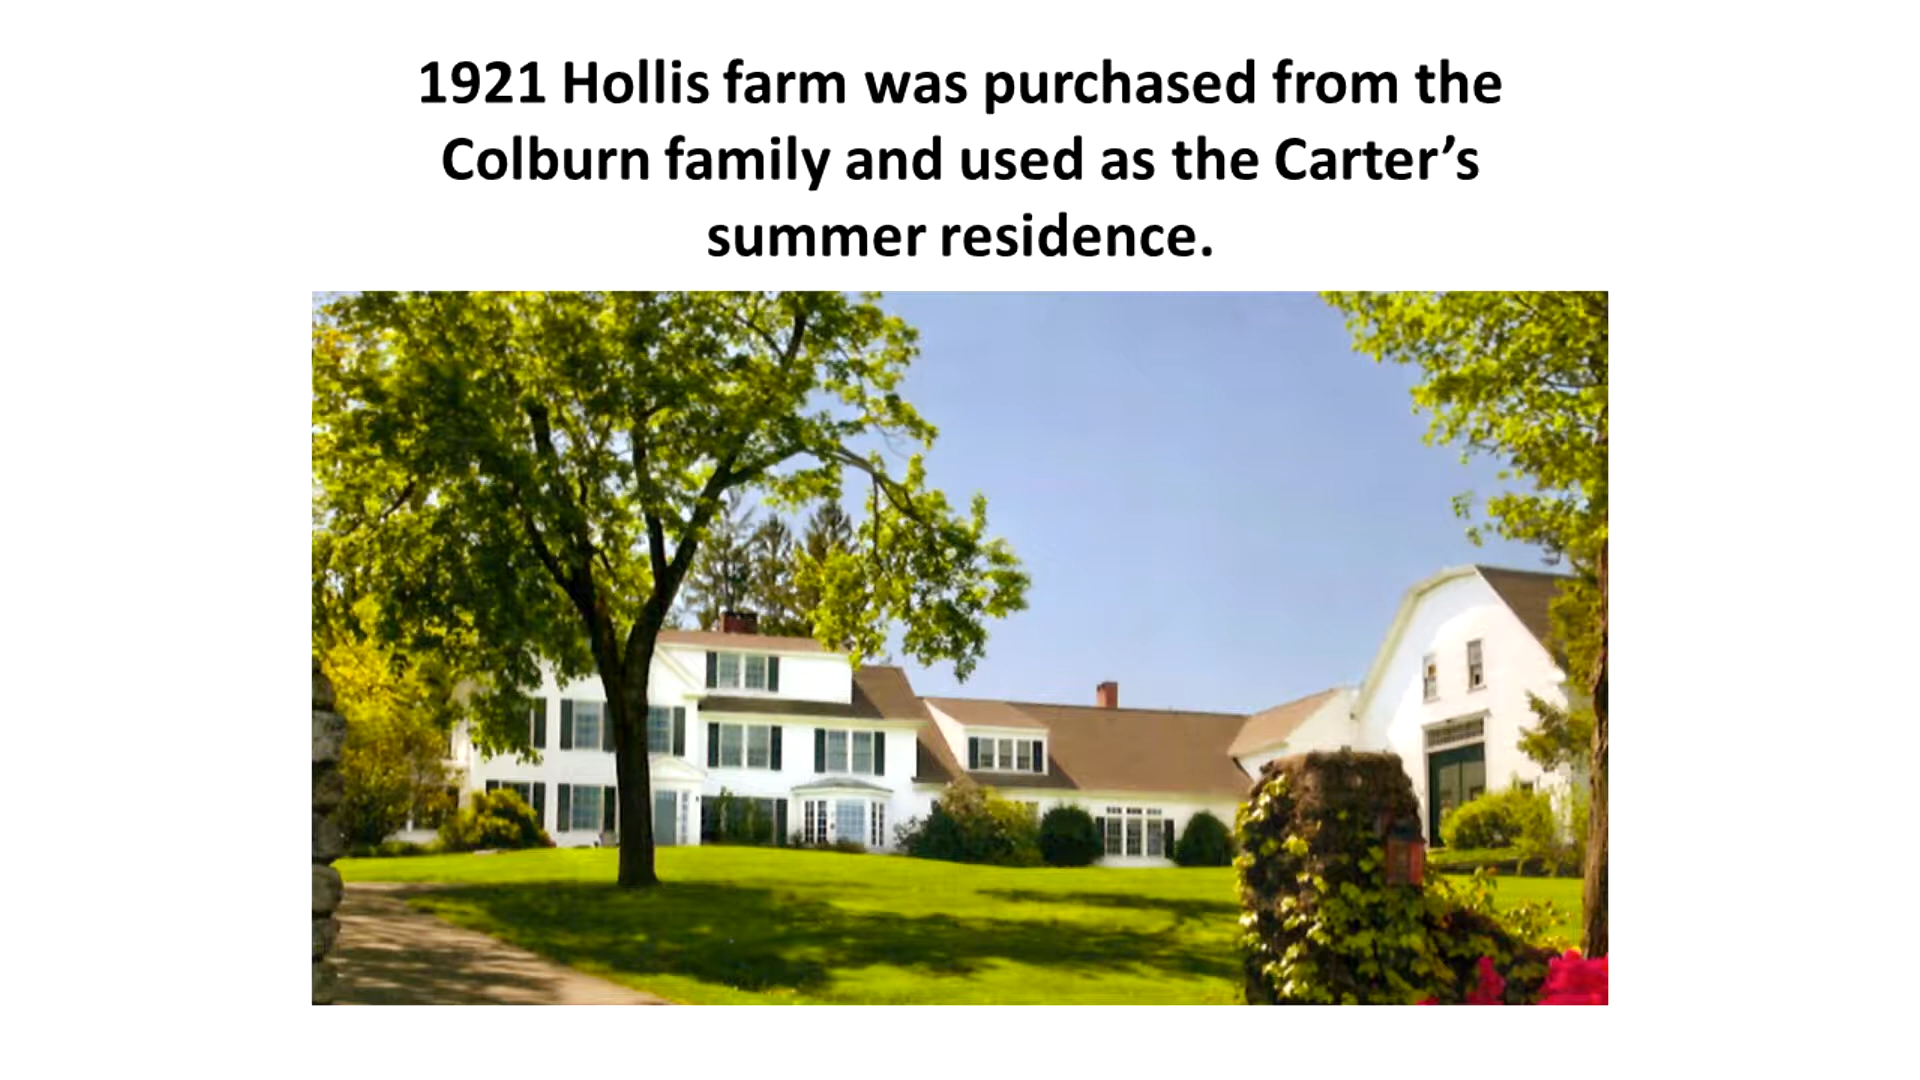 1921 Hollis farm was purchased from the
Colburn family and used as the Carter’s
summer residence.